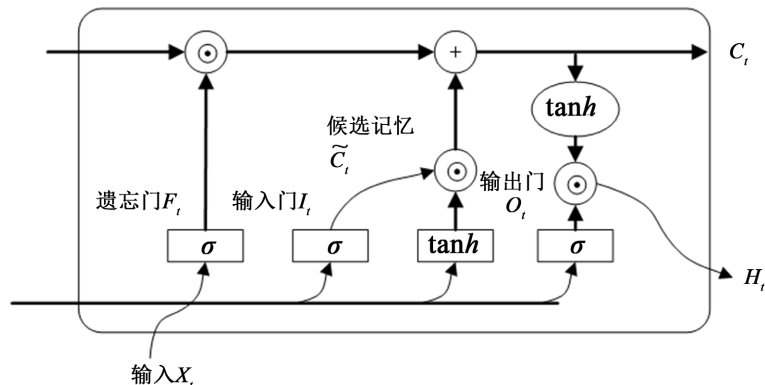 +
C_t
tanh
候选记忆
C̃_t
遗忘门F_t
输入门I_t
输出门
O_t
σ
σ
tanh
σ
H_t
输入X_t